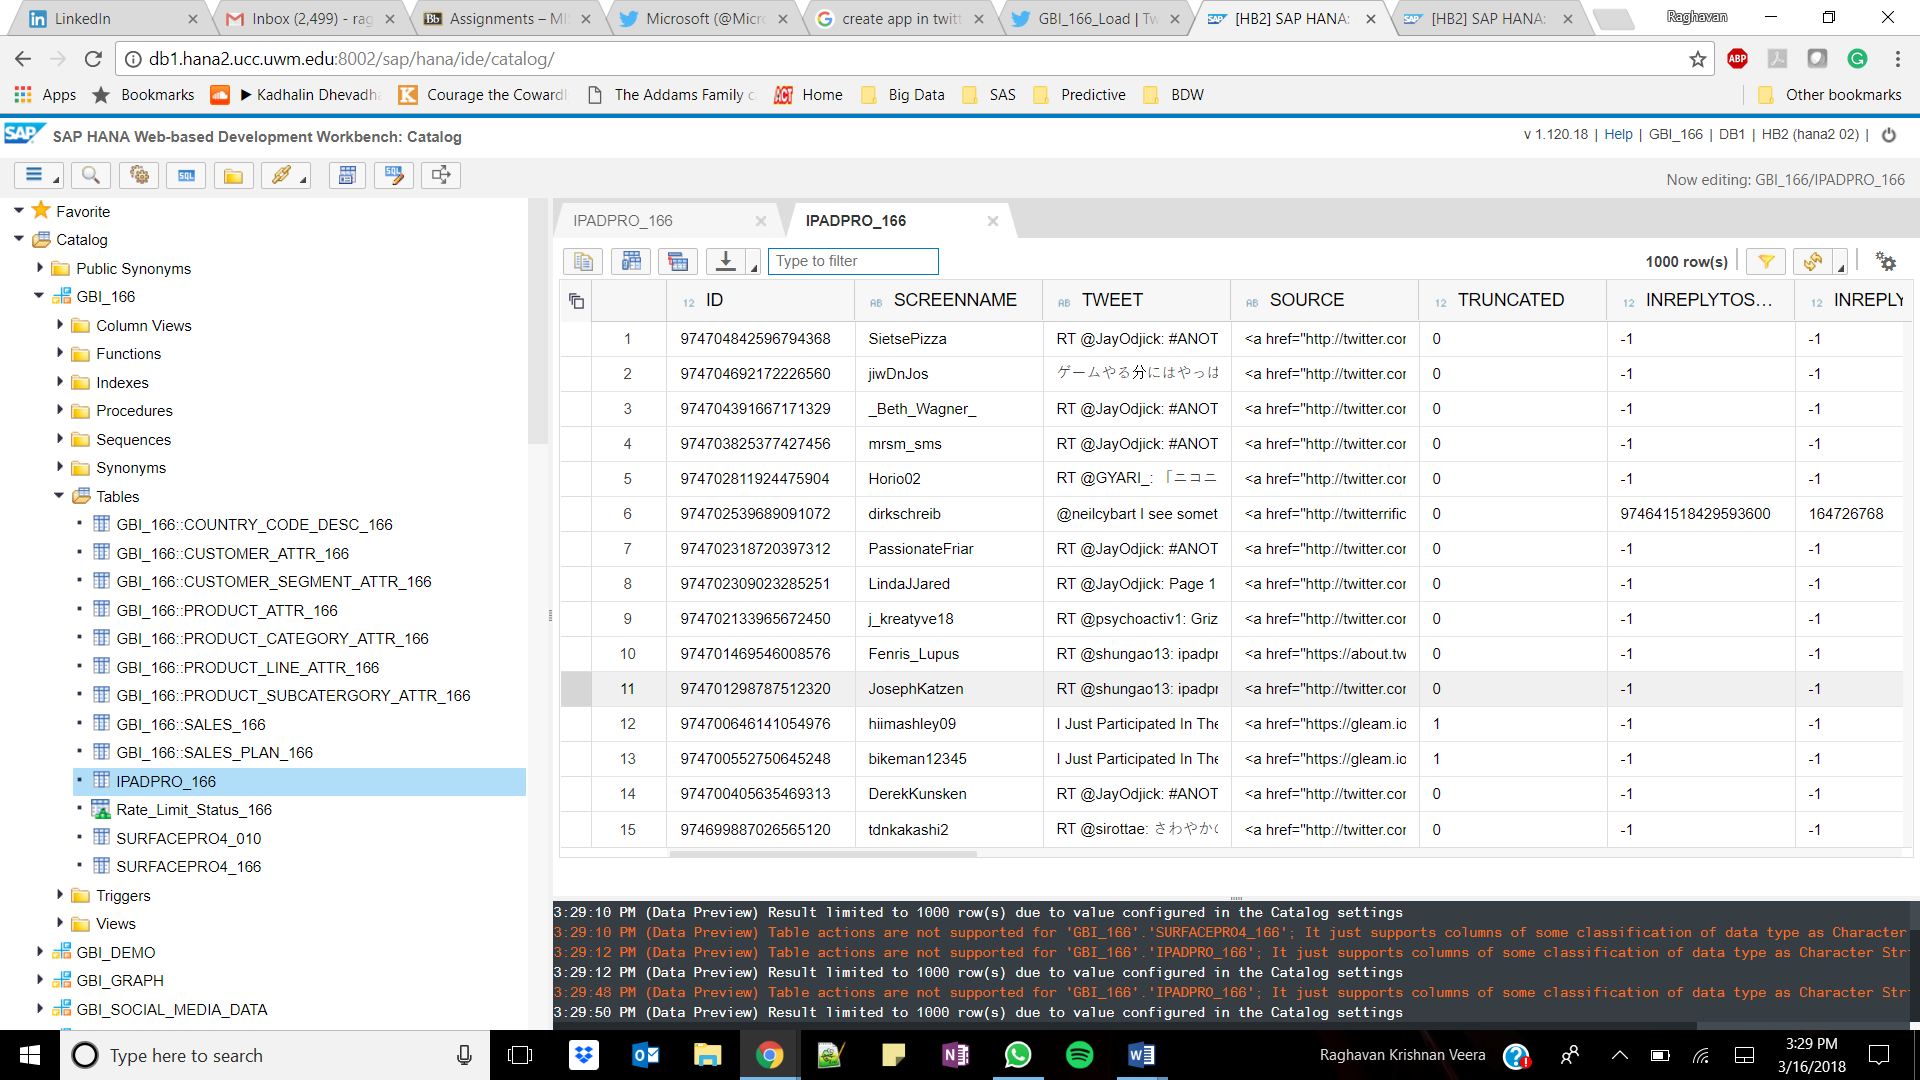 LinkedIn
Inbox (2,499) - rag
Assignments – MI
Microsoft (@Micro
create app in twitt
GBI_166_Load | Tw
[HB2] SAP HANA:
[HB2] SAP HANA:
Raghavan
db1.hana2.ucc.uwm.edu:8002/sap/hana/ide/catalog/
Apps
Bookmarks
Kadhalin Dhevadha
Courage the Coward
The Addams Family c
Home
Big Data
SAS
Predictive
BDW
Other bookmarks
SAP
SAP HANA Web-based Development Workbench: Catalog
v 1.120.18 | Help | GBI_166 | DB1 | HB2 (hana2 02) |
Now editing: GBI_166/IPADPRO_166
Favorite
Catalog
Public Synonyms
GBI_166
Column Views
Functions
Indexes
Procedures
Sequences
Synonyms
Tables
GBI_166::COUNTRY_CODE_DESC_166
GBI_166::CUSTOMER_ATTR_166
GBI_166::CUSTOMER_SEGMENT_ATTR_166
GBI_166::PRODUCT_ATTR_166
GBI_166::PRODUCT_CATEGORY_ATTR_166
GBI_166::PRODUCT_LINE_ATTR_166
GBI_166::PRODUCT_SUBCATERGORY_ATTR_166
GBI_166::SALES_166
GBI_166::SALES_PLAN_166
IPADPRO_166
Rate_Limit_Status_166
SURFACEPRO4_010
SURFACEPRO4_166
Triggers
Views
GBI_DEMO
GBI_GRAPH
GBI_SOCIAL_MEDIA_DATA
IPADPRO_166
IPADPRO_166
Type to filter
1000 row(s)
12 ID AB SCREENNAME AB TWEET AB SOURCE 12 TRUNCATED 12 INREPLYTOS... 12 INREPLY
1 974704842596794368 SietsePizza RT @JayOdjick: #ANOT <a href="http://twitter.cor 0 -1 -1
2 974704692172226560 jiwDnJos ゲームやる分にはやっは <a href="http://twitter.cor 0 -1 -1
3 974704391667171329 _Beth_Wagner_ RT @JayOdjick: #ANOT <a href="http://twitter.cor 0 -1 -1
4 974703825377427456 mrsm_sms RT @JayOdjick: #ANOT <a href="http://twitter.cor 0 -1 -1
5 974702811924475904 Horio02 RT @GYARI_: 「ニコニ <a href="http://twitter.cor 0 -1 -1
6 974702539689091072 dirkschreib @neilcybart I see somet <a href="http://twitterrific 0 974641518429593600 164726768
7 974702318720397312 PassionateFriar RT @JayOdjick: #ANOT <a href="http://twitter.cor 0 -1 -1
8 974702309023285251 LindaJJared RT @JayOdjick: Page 1 <a href="http://twitter.cor 0 -1 -1
9 974702133965672450 j_kreatyve18 RT @psychoactiv1: Griz <a href="http://twitter.cor 0 -1 -1
10 974701469546008576 Fenris_Lupus RT @shungao13: ipadpr <a href="https://about.tw 0 -1 -1
11 974701298787512320 JosephKatzen RT @shungao13: ipadpr <a href="http://twitter.cor 0 -1 -1
12 974700646141054976 hiimashley09 I Just Participated In The <a href="https://gleam.io 1 -1 -1
13 974700552750645248 bikeman12345 I Just Participated In The <a href="https://gleam.io 1 -1 -1
14 974700405635469313 DerekKunsken RT @JayOdjick: #ANOT <a href="http://twitter.cor 0 -1 -1
15 974699887026565120 tdnkakashi2 RT @sirottae: さわやかの <a href="http://twitter.cor 0 -1 -1
3:29:10 PM (Data Preview) Result limited to 1000 row(s) due to value configured in the Catalog settings
3:29:10 PM (Data Preview) Table actions are not supported for 'GBI_166'.'SURFACEPRO4_166'; It just supports columns of some classification of data type as Character
3:29:12 PM (Data Preview) Table actions are not supported for 'GBI_166'.'IPADPRO_166'; It just supports columns of some classification of data type as Character Str
3:29:12 PM (Data Preview) Result limited to 1000 row(s) due to value configured in the Catalog settings
3:29:48 PM (Data Preview) Table actions are not supported for 'GBI_166'.'IPADPRO_166'; It just supports columns of some classification of data type as Character Str
3:29:50 PM (Data Preview) Result limited to 1000 row(s) due to value configured in the Catalog settings
Type here to search
Raghavan Krishnan Veera
3:29 PM
3/16/2018